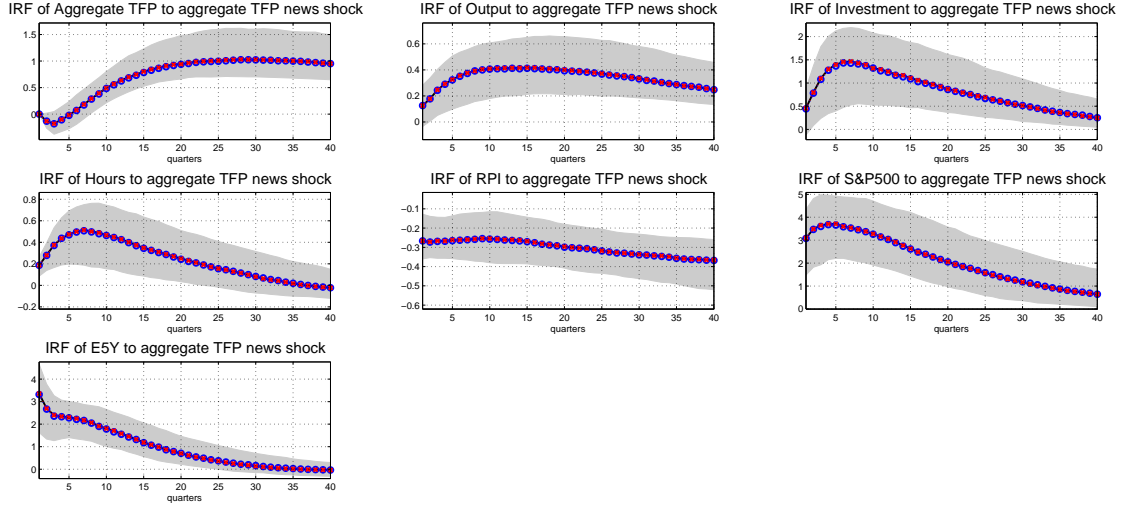 IRF of Aggregate TFP to aggregate TFP news shock
1.5
1
0.5
0
5 10 15 20 25 30 35 40
quarters
IRF of Output to aggregate TFP news shock
0.6
0.4
0.2
0
5 10 15 20 25 30 35 40
quarters
IRF of Investment to aggregate TFP news shock
2
1.5
1
0.5
0
5 10 15 20 25 30 35 40
quarters
IRF of Hours to aggregate TFP news shock
0.8
0.6
0.4
0.2
0
−0.2
5 10 15 20 25 30 35 40
quarters
IRF of RPI to aggregate TFP news shock
−0.1
−0.2
−0.3
−0.4
−0.5
−0.6
5 10 15 20 25 30 35 40
quarters
IRF of S&P500 to aggregate TFP news shock
5
4
3
2
1
0
5 10 15 20 25 30 35 40
quarters
IRF of E5Y to aggregate TFP news shock
4
3
2
1
0
5 10 15 20 25 30 35 40
quarters